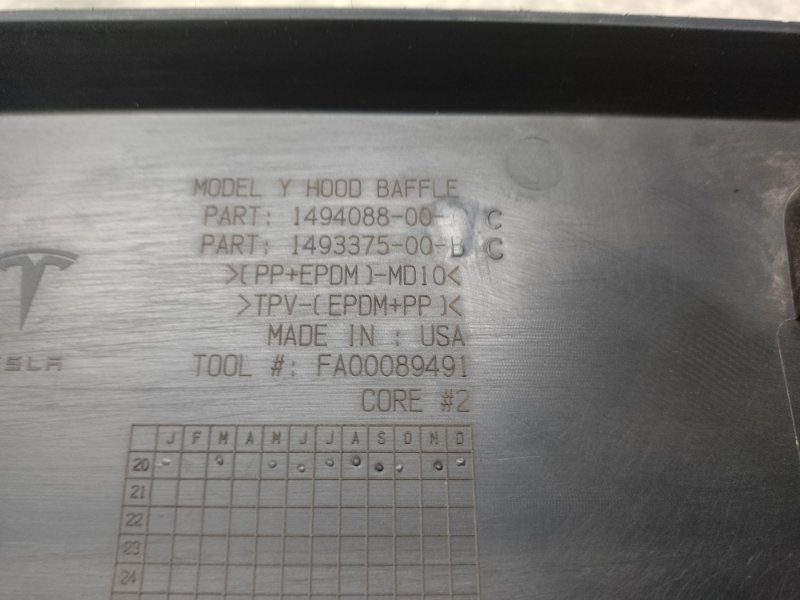 MODEL Y HOOD BAFFLE
PART: 1494088-00- C
PART: 1493375-00-B C
>(PP+EPDM)-MD10<
>TPV-(EPDM+PP)<
MADE IN : USA
TOOL #: FA00089491
CORE #2
ESLA
J F M A M J J A S O N D
20
21
22
23
24